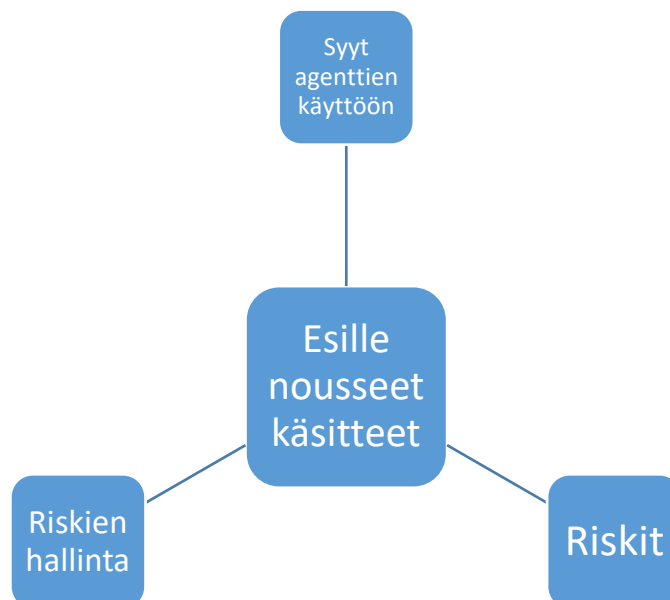 Syyt
agenttien
käyttöön
Esille
nousseet
käsitteet
Riskien
hallinta
Riskit